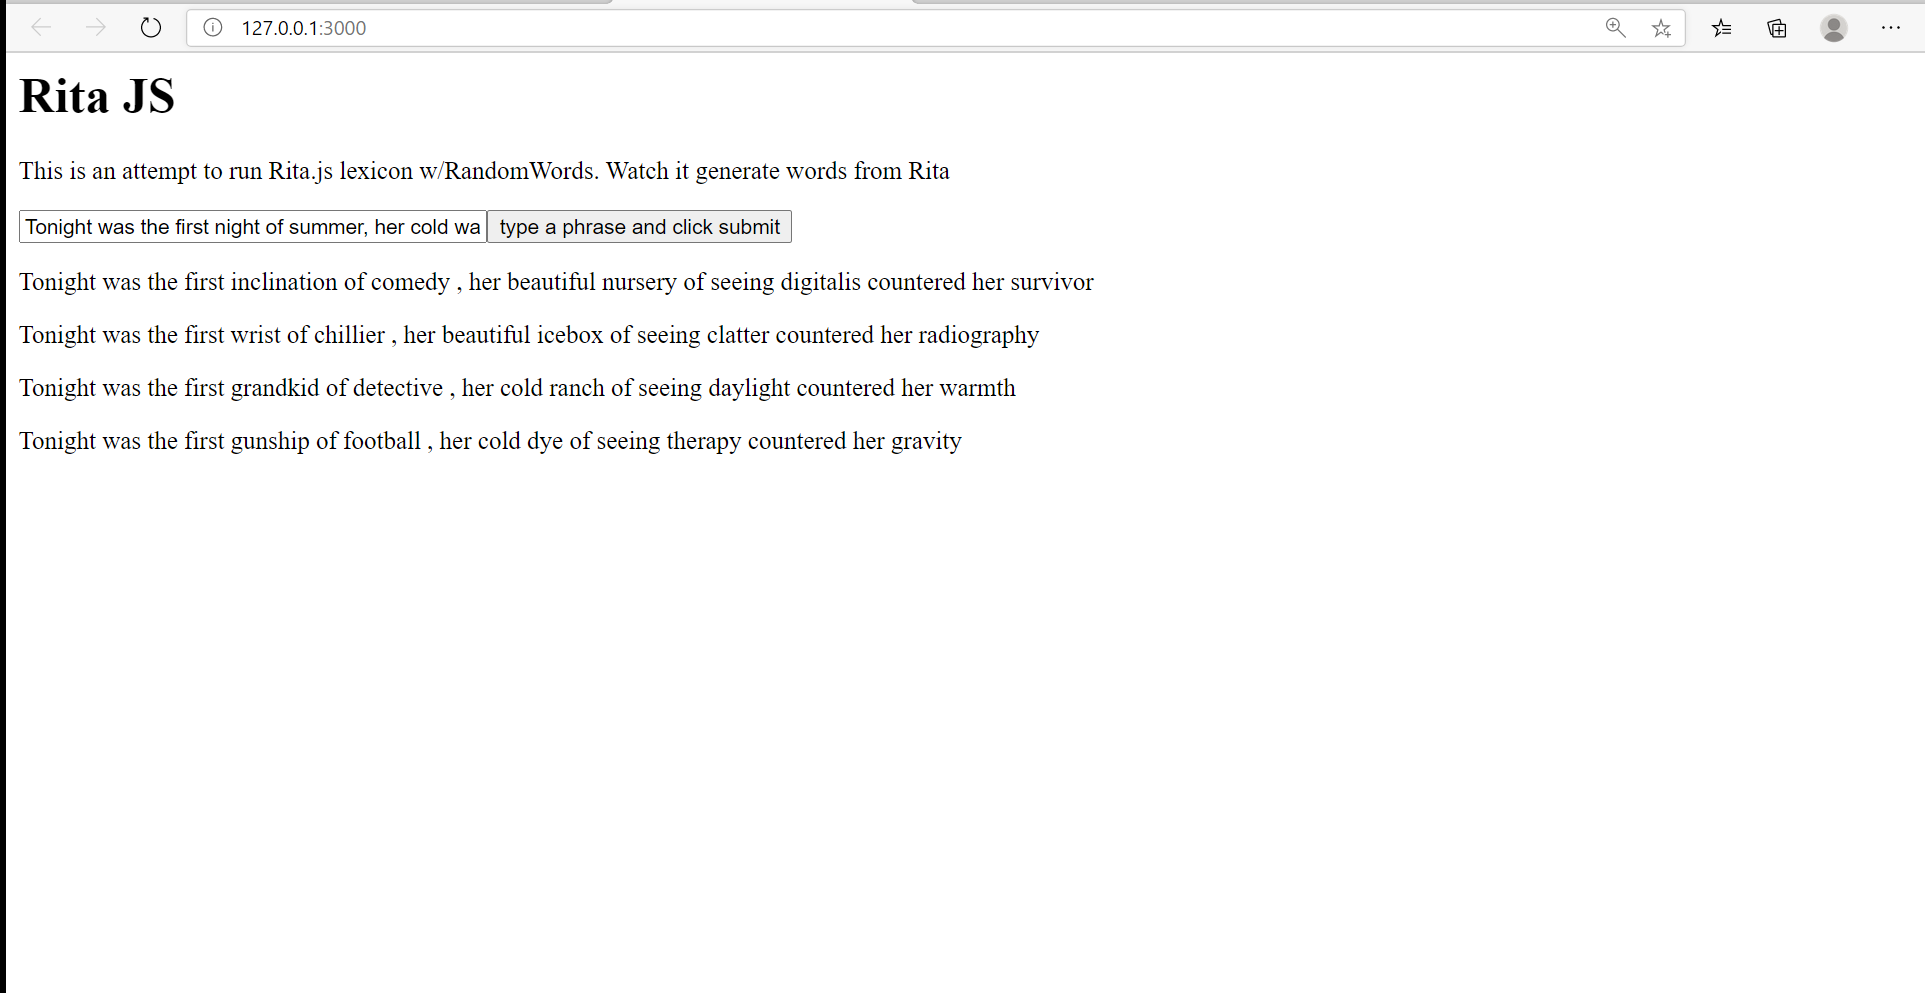 127.0.0.1:3000
Rita JS
This is an attempt to run Rita.js lexicon w/RandomWords. Watch it generate words from Rita
Tonight was the first night of summer, her cold wa type a phrase and click submit
Tonight was the first inclination of comedy , her beautiful nursery of seeing digitalis countered her survivor
Tonight was the first wrist of chillier , her beautiful icebox of seeing clatter countered her radiography
Tonight was the first grandkid of detective , her cold ranch of seeing daylight countered her warmth
Tonight was the first gunship of football , her cold dye of seeing therapy countered her gravity